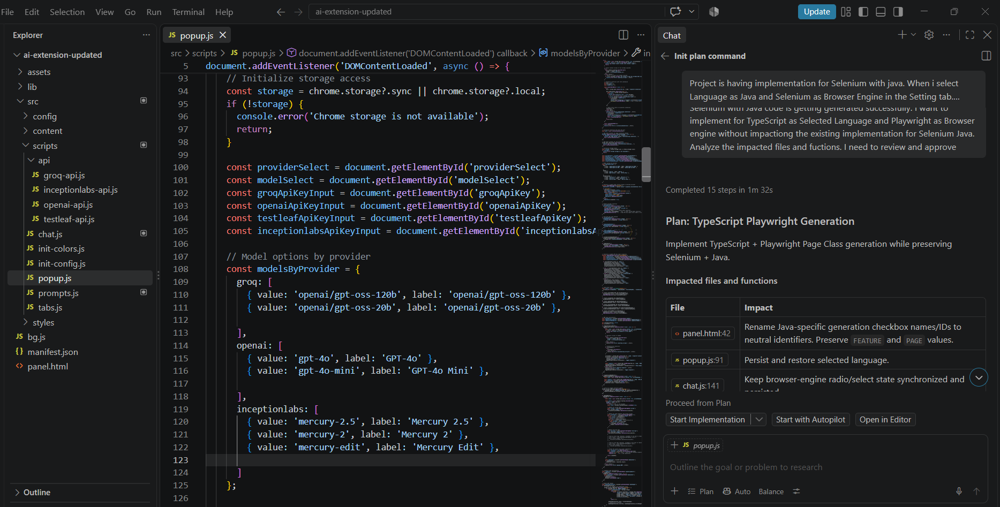 File Edit Selection View Go Run Terminal Help
ai-extension-updated
Update
Explorer
ai-extension-updated
assets
lib
src
config
content
scripts
api
JS groq-api.js
JS inceptionlabs-api.js
JS openai-api.js
JS testleaf-api.js
JS chat.js
JS init-colors.js
JS init-config.js
JS popup.js
JS prompts.js
JS tabs.js
styles
JS bg.js
{} manifest.json
<> panel.html
Outline
JS popup.js
src > scripts > JS popup.js > document.addEventListener('DOMContentLoaded') callback > modelsByProvider > in
5 document.addEventListener('DOMContentLoaded', async () => {
93 // Initialize storage access
94 const storage = chrome.storage?.sync || chrome.storage?.local;
95 if (!storage) {
96 console.error('Chrome storage is not available');
97 return;
98 }
99
100 const providerSelect = document.getElementById('providerSelect');
101 const modelSelect = document.getElementById('modelSelect');
102 const groqApiKeyInput = document.getElementById('groqApiKey');
103 const openaiApiKeyInput = document.getElementById('openaiApiKey');
104 const testleafApiKeyInput = document.getElementById('testleafApiKey');
105 const inceptionlabsApiKeyInput = document.getElementById('inceptionlabsA
106
107 // Model options by provider
108 const modelsByProvider = {
109 groq: [
110 { value: 'openai/gpt-oss-120b', label: 'openai/gpt-oss-120b' },
111 { value: 'openai/gpt-oss-20b', label: 'openai/gpt-oss-20b' },
112
113 ],
114 openai: [
115 { value: 'gpt-4o', label: 'GPT-4o' },
116 { value: 'gpt-4o-mini', label: 'GPT-4o Mini' },
117
118 ],
119 inceptionlabs: [
120 { value: 'mercury-2.5', label: 'Mercury 2.5' },
121 { value: 'mercury-2', label: 'Mercury 2' },
122 { value: 'mercury-edit', label: 'Mercury Edit' },
123
124 ]
125 };
126
Chat
Init plan command
Project is having implementation for Selenium with java. When i select
Language as Java and Selenium as Browser Engine in the Setting tab....
Selenium with Java code is getting generated successfully. I want to
implement for TypeScript as Selected Language and Playwright as Browser
engine without impactiong the existing implementation for Selenium Java.
Analyze the impacted files and fuctions. I need to review and approve
Completed 15 steps in 1m 32s
Plan: TypeScript Playwright Generation
Implement TypeScript + Playwright Page Class generation while preserving
Selenium + Java.
Impacted files and functions
File Impact
<> panel.html:42 Rename Java-specific generation checkbox names/IDs to
neutral identifiers. Preserve FEATURE and PAGE values.
JS popup.js:91 Persist and restore selected language.
JS chat.js:141 Keep browser-engine radio/select state synchronized and
persisted.
Proceed from Plan
Start Implementation
Start with Autopilot
Open in Editor
JS popup.js
Outline the goal or problem to research
Plan Auto Balance